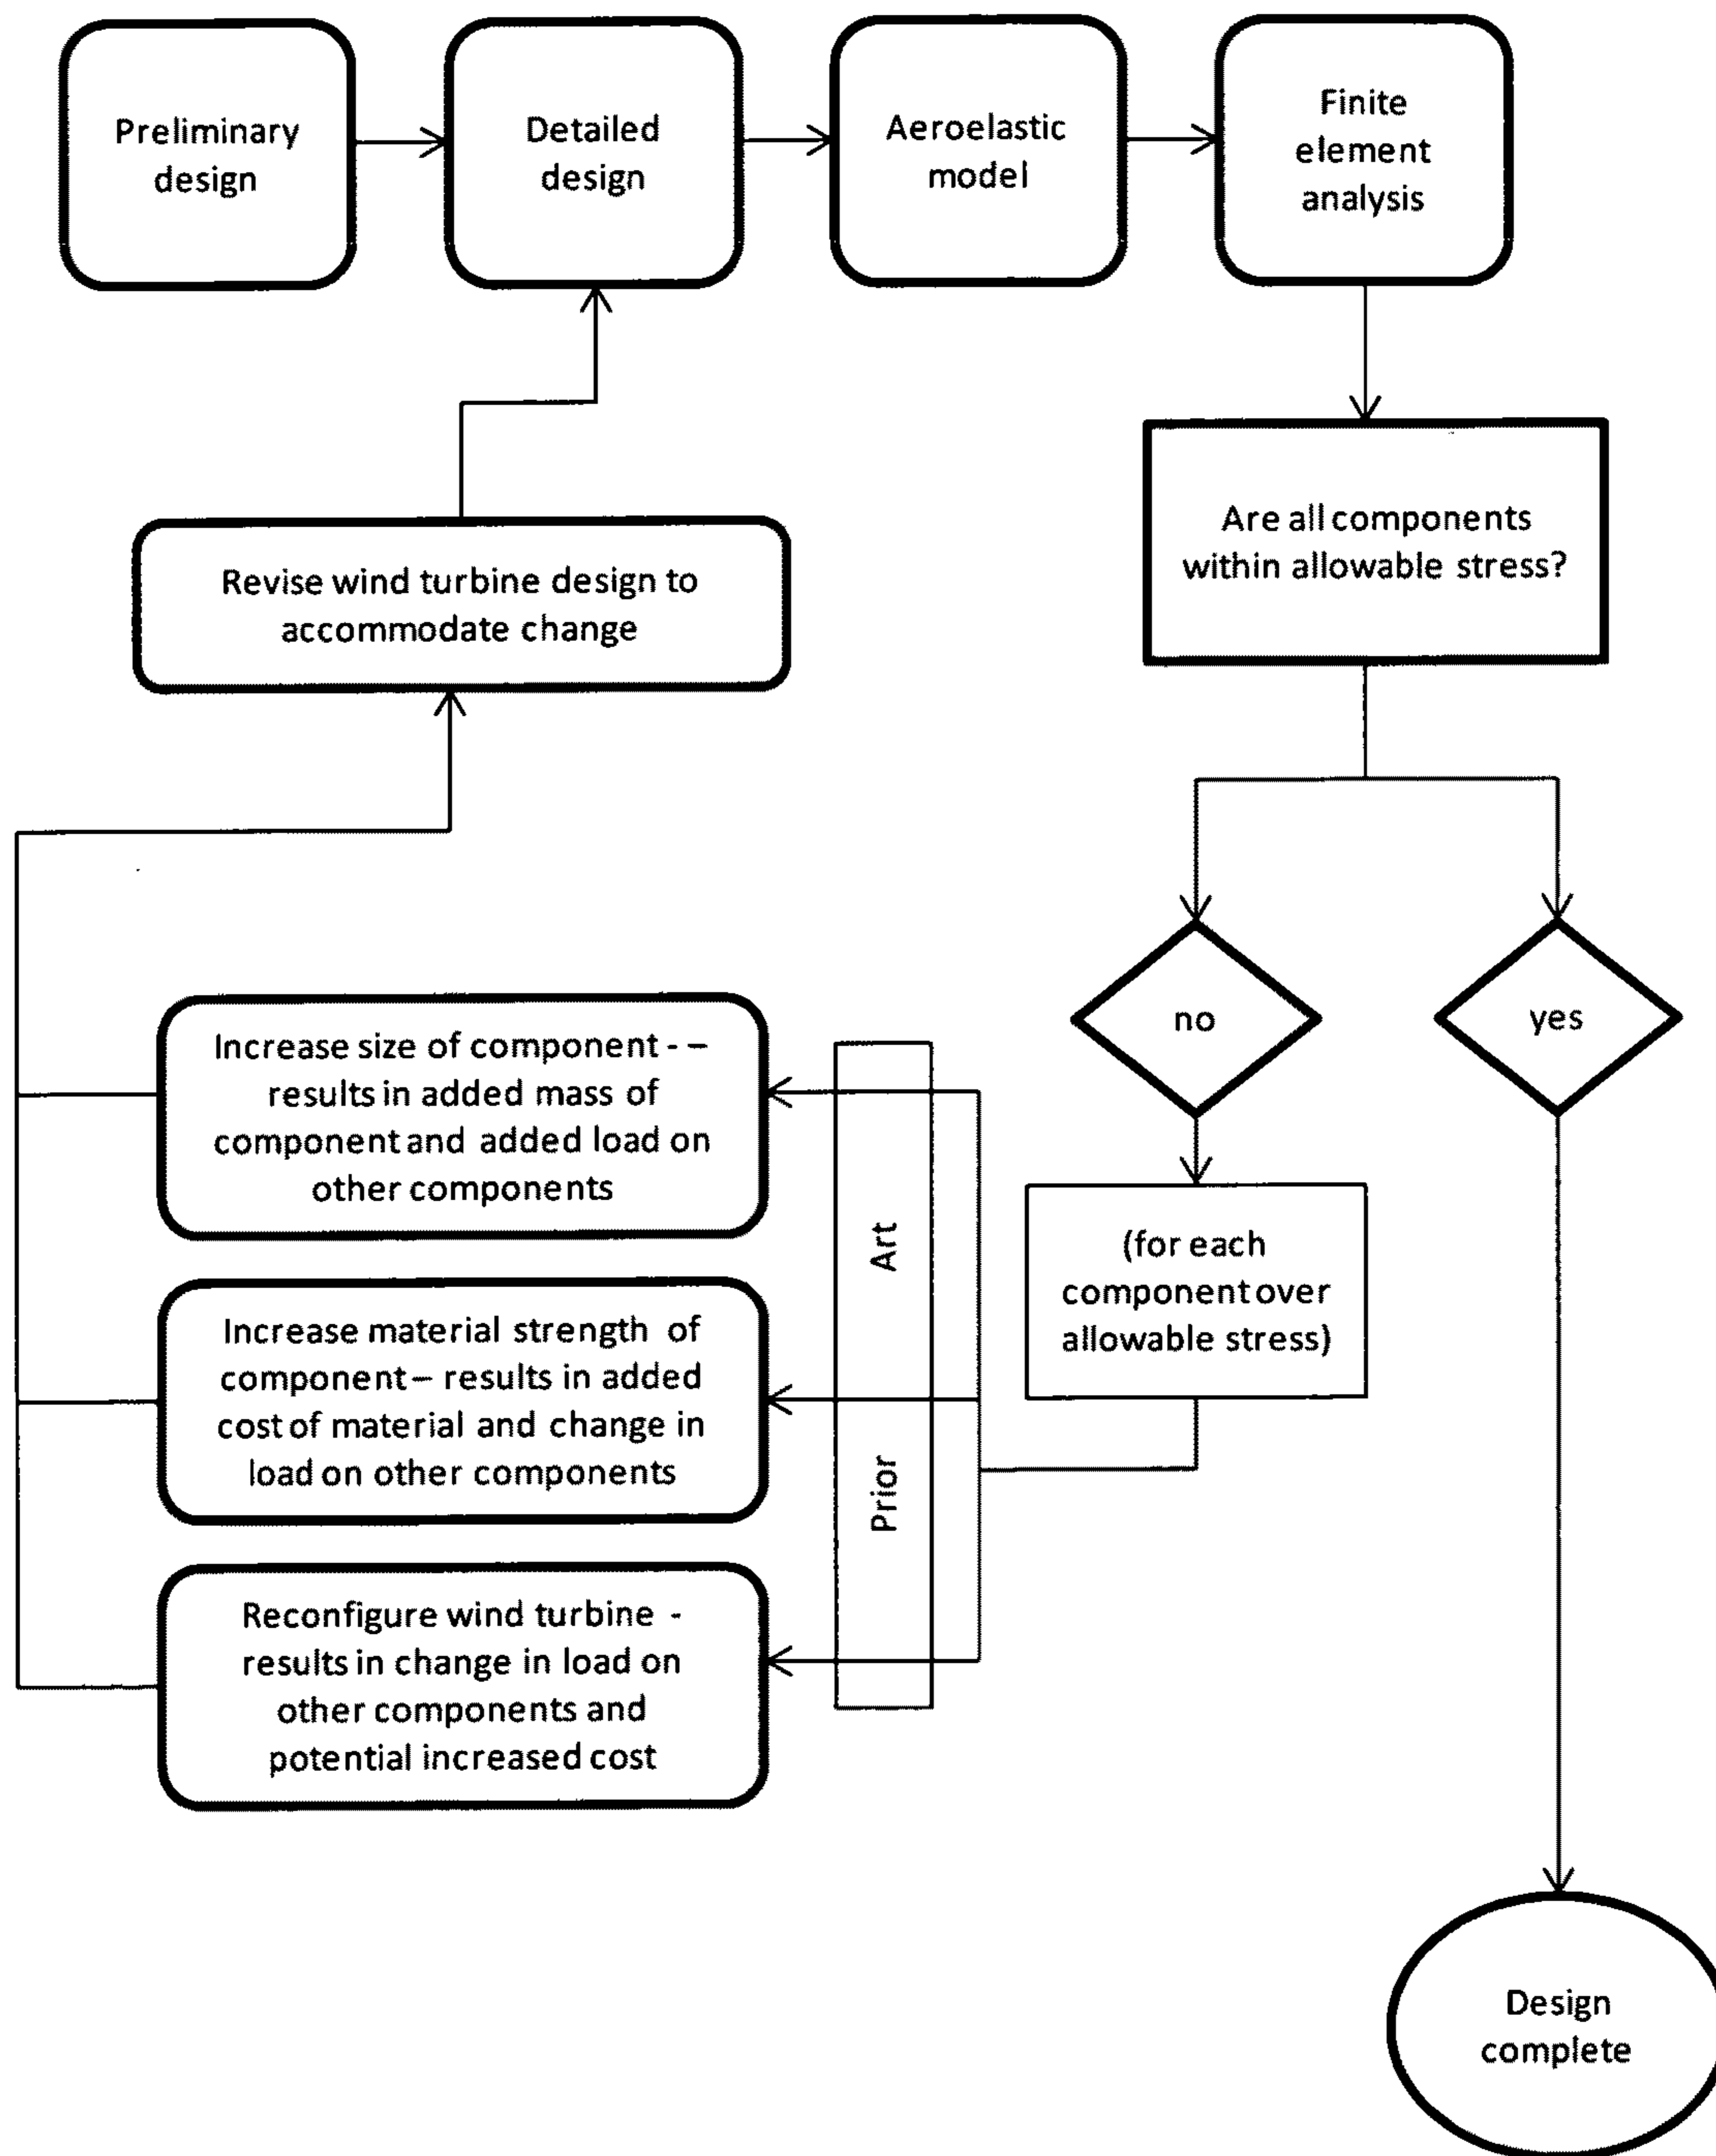 Preliminary
design
Detailed
design
Aeroelastic
model
Finite
element
analysis
Are all components
within allowable stress?
Revise wind turbine design to
accommodate change
no
yes
Increase size of component - –
results in added mass of
component and added load on
other components
(for each
component over
allowable stress)
Prior Art
Increase material strength of
component – results in added
cost of material and change in
load on other components
Reconfigure wind turbine -
results in change in load on
other components and
potential increased cost
Design
complete